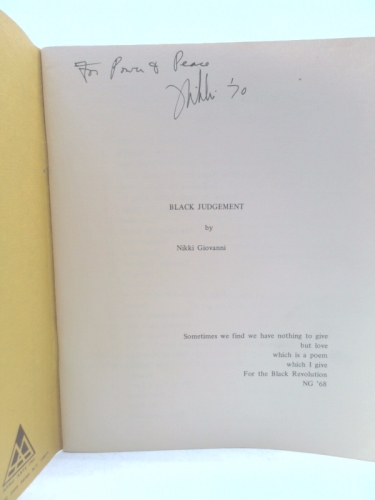 For Power & Peace
Nikki '70
BLACK JUDGEMENT
by
Nikki Giovanni
Sometimes we find we have nothing to give
but love
which is a poem
which I give
For the Black Revolution
NG '68